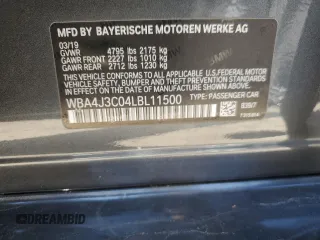 MFD BY BAYERISCHE MOTOREN WERKE AG
03/19
GVWR 4795 lbs 2175 kg
GAWR FRONT 2227 lbs 1010 kg
GAWR REAR 2712 lbs 1230 kg
THIS VEHICLE CONFORMS TO ALL APPLICABLE
FEDERAL MOTOR VEHICLE SAFETY, BUMPER, AND
THEFT PREVENTION STANDARDS IN EFFECT ON THE
DATE OF MANUFACTURE SHOWN ABOVE.
WBA4J3C04LBL11500 TYPE: PASSENGER CAR
DREAMBID